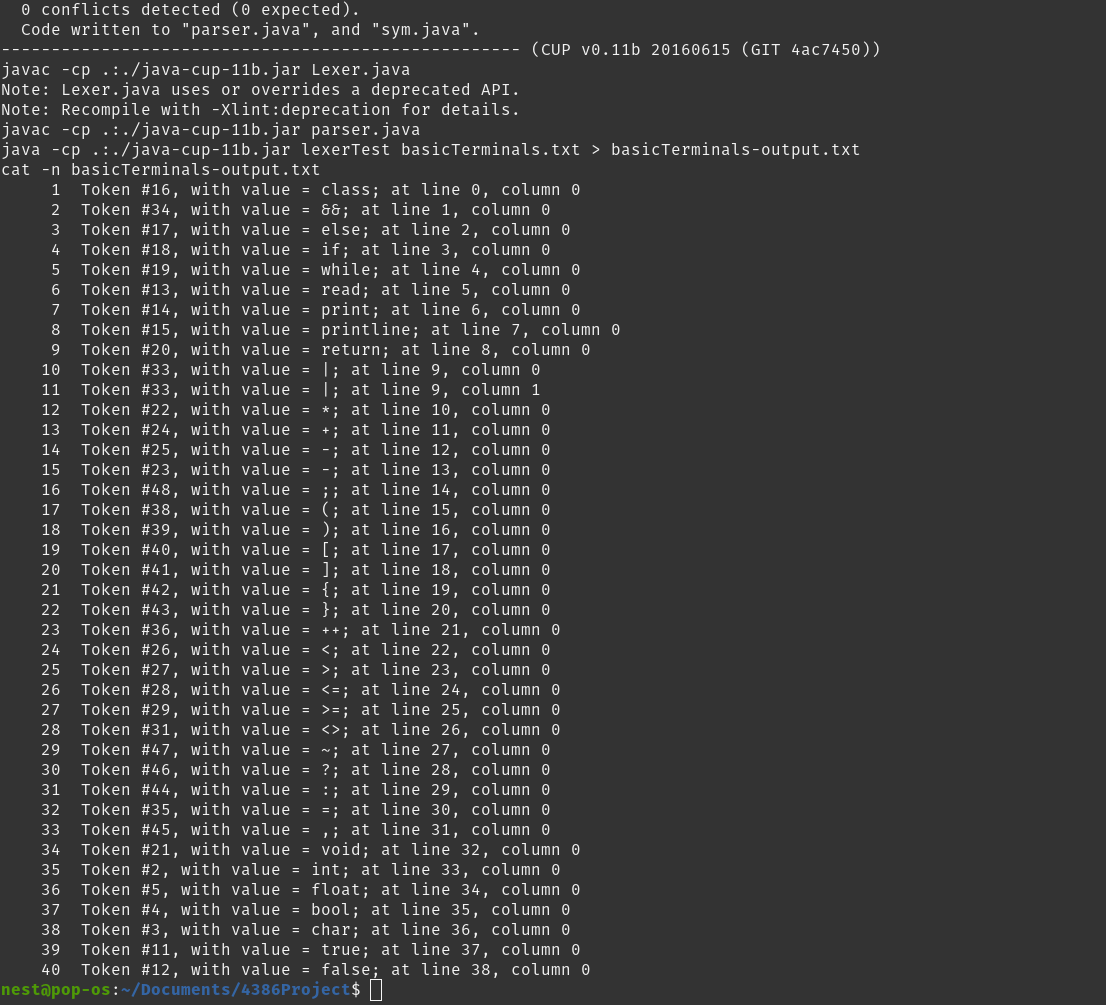 0 conflicts detected (0 expected).
  Code written to "parser.java", and "sym.java".
---------------------------------------------------- (CUP v0.11b 20160615 (GIT 4ac7450))
javac -cp .:./java-cup-11b.jar Lexer.java
Note: Lexer.java uses or overrides a deprecated API.
Note: Recompile with -Xlint:deprecation for details.
javac -cp .:./java-cup-11b.jar parser.java
java -cp .:./java-cup-11b.jar lexerTest basicTerminals.txt > basicTerminals-output.txt
cat -n basicTerminals-output.txt
     1  Token #16, with value = class; at line 0, column 0
     2  Token #34, with value = &&; at line 1, column 0
     3  Token #17, with value = else; at line 2, column 0
     4  Token #18, with value = if; at line 3, column 0
     5  Token #19, with value = while; at line 4, column 0
     6  Token #13, with value = read; at line 5, column 0
     7  Token #14, with value = print; at line 6, column 0
     8  Token #15, with value = printline; at line 7, column 0
     9  Token #20, with value = return; at line 8, column 0
    10  Token #33, with value = |; at line 9, column 0
    11  Token #33, with value = |; at line 9, column 1
    12  Token #22, with value = *; at line 10, column 0
    13  Token #24, with value = +; at line 11, column 0
    14  Token #25, with value = -; at line 12, column 0
    15  Token #23, with value = -; at line 13, column 0
    16  Token #48, with value = ;; at line 14, column 0
    17  Token #38, with value = (; at line 15, column 0
    18  Token #39, with value = ); at line 16, column 0
    19  Token #40, with value = [; at line 17, column 0
    20  Token #41, with value = ]; at line 18, column 0
    21  Token #42, with value = {; at line 19, column 0
    22  Token #43, with value = }; at line 20, column 0
    23  Token #36, with value = ++; at line 21, column 0
    24  Token #26, with value = <; at line 22, column 0
    25  Token #27, with value = >; at line 23, column 0
    26  Token #28, with value = <=; at line 24, column 0
    27  Token #29, with value = >=; at line 25, column 0
    28  Token #31, with value = <>; at line 26, column 0
    29  Token #47, with value = ~; at line 27, column 0
    30  Token #46, with value = ?; at line 28, column 0
    31  Token #44, with value = :; at line 29, column 0
    32  Token #35, with value = =; at line 30, column 0
    33  Token #45, with value = ,; at line 31, column 0
    34  Token #21, with value = void; at line 32, column 0
    35  Token #2, with value = int; at line 33, column 0
    36  Token #5, with value = float; at line 34, column 0
    37  Token #4, with value = bool; at line 35, column 0
    38  Token #3, with value = char; at line 36, column 0
    39  Token #11, with value = true; at line 37, column 0
    40  Token #12, with value = false; at line 38, column 0
nest@pop-os:~/Documents/4386Project$